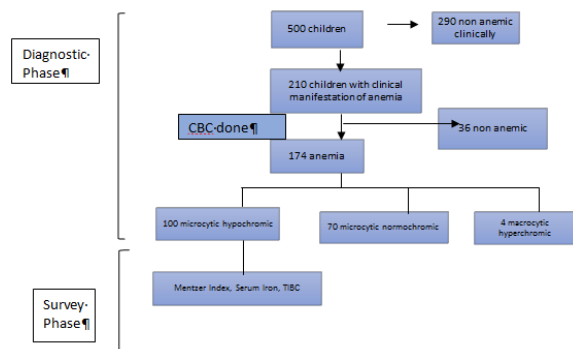 500 children
290 non anemic
clinically
Diagnostic·
Phase¶
210 children with clinical
manifestation of anemia
CBC·done¶
36 non anemic
174 anemia
100 microcytic hypochromic
70 microcytic normochromic
4 macrocytic
hyperchromic
Mentzer Index, Serum Iron, TIBC
Survey·
Phase¶